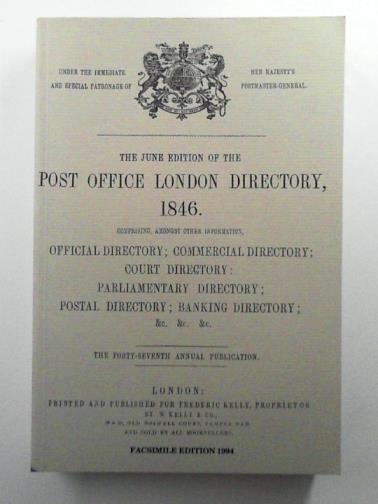 UNDER THE IMMEDIATE
AND SPECIAL PATRONAGE OF
HER MAJESTY'S
POSTMASTER-GENERAL.
THE JUNE EDITION OF THE
POST OFFICE LONDON DIRECTORY,
1846.
COMPRISING, AMONGST OTHER INFORMATION,
OFFICIAL DIRECTORY; COMMERCIAL DIRECTORY;
COURT DIRECTORY:
PARLIAMENTARY DIRECTORY;
POSTAL DIRECTORY; BANKING DIRECTORY;
&c. &c. &c.
THE FORTY-SEVENTH ANNUAL PUBLICATION.
LONDON:
PRINTED AND PUBLISHED FOR FREDERIC KELLY, PROPRIETOR
BY W. KELLY & CO.,
OLD BOSWELL COURT, TEMPLE BAR
AND SOLD BY ALL BOOKSELLERS.
FACSIMILE EDITION 1994